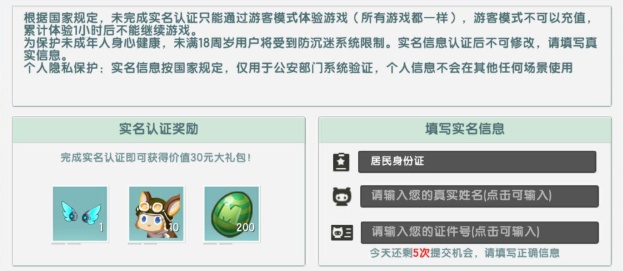 根据国家规定，未完成实名认证只能通过游客模式体验游戏（所有游戏都一样），游客模式不可以充值，
累计体验1小时后不能继续游戏。
为保护未成年人身心健康，未满18周岁用户将受到防沉迷系统限制。实名信息认证后不可修改，请填写真
实信息。
个人隐私保护：实名信息按国家规定，仅用于公安部门系统验证，个人信息不会在其他任何场景使用
实名认证奖励
完成实名认证即可获得价值30元大礼包！
1
10
200
填写实名信息
居民身份证
请输入您的真实姓名(点击可输入)
请输入您的证件号(点击可输入)
今天还剩5次提交机会，请填写正确信息